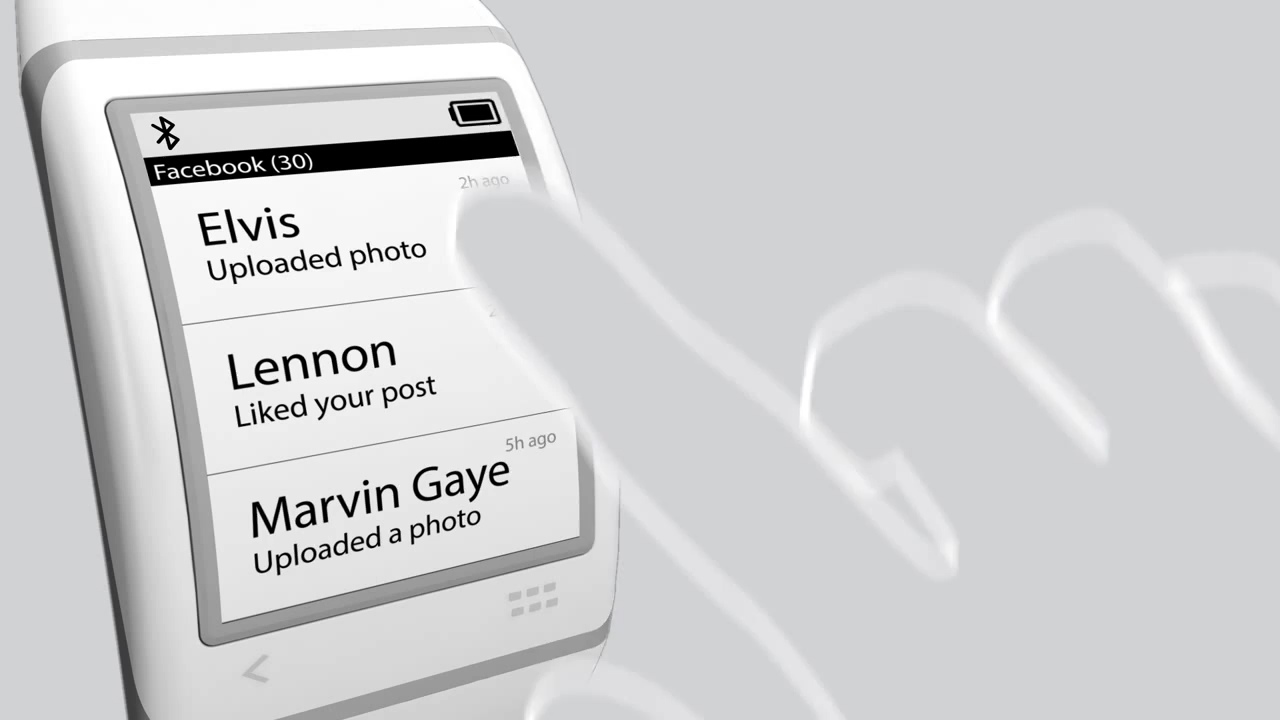 Facebook (30)
2h ago
Elvis
Uploaded photo
Lennon
Liked your post
5h ago
Marvin Gaye
Uploaded a photo